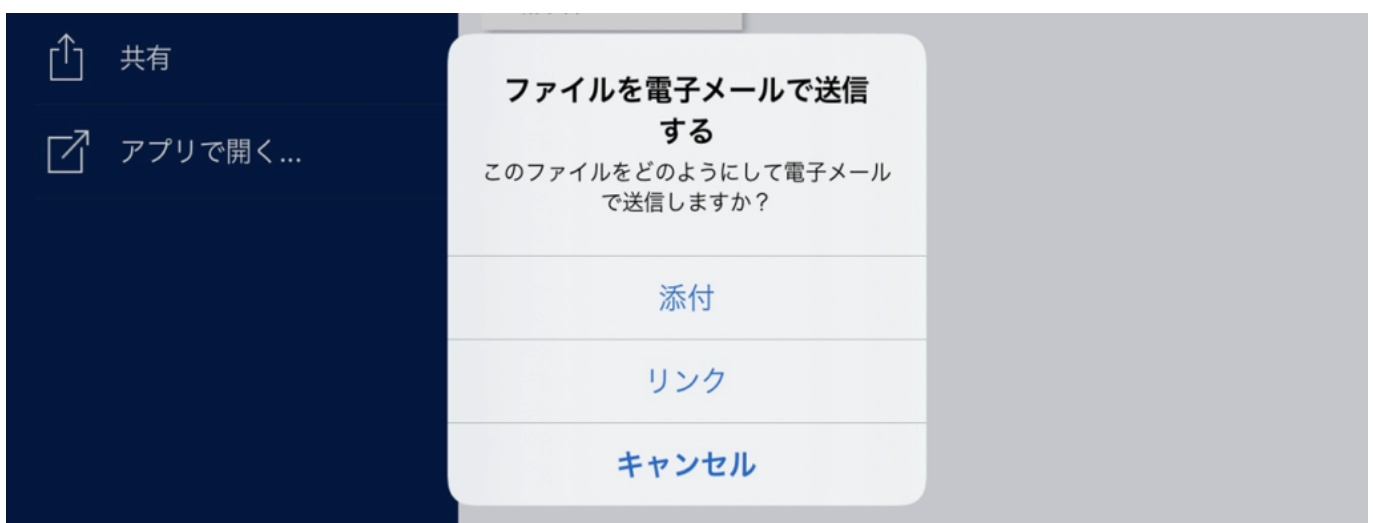 共有
アプリで開く...
ファイルを電子メールで送信
する
このファイルをどのようにして電子メール
で送信しますか？
添付
リンク
キャンセル